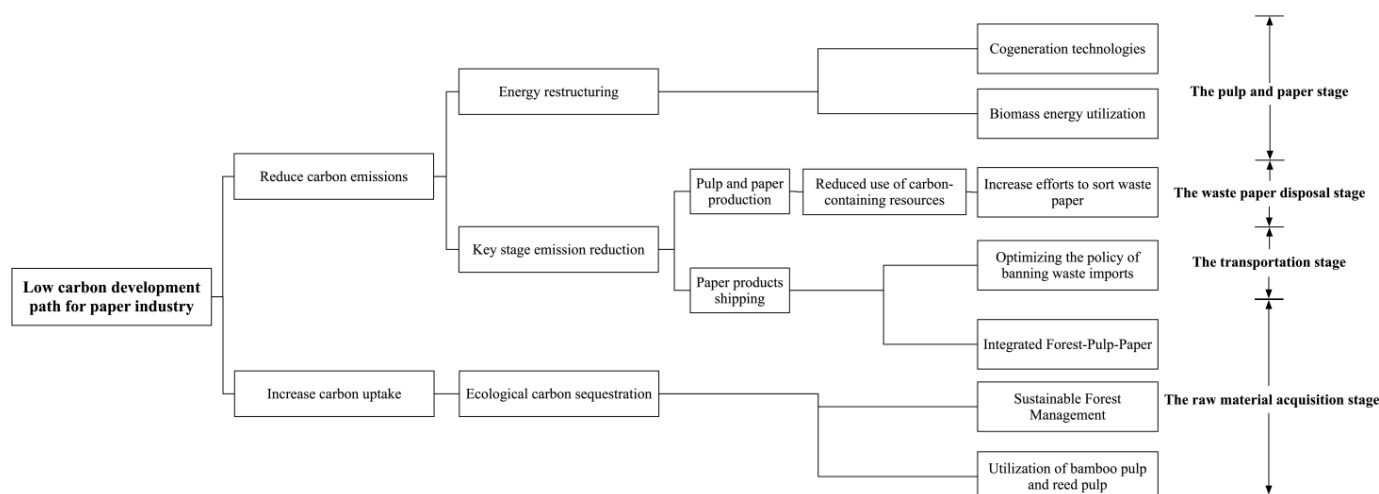 Low carbon development
path for paper industry
Reduce carbon emissions
Increase carbon uptake
Energy restructuring
Key stage emission reduction
Ecological carbon sequestration
Pulp and paper
production
Paper products
shipping
Reduced use of carbon-
containing resources
Cogeneration technologies
Biomass energy utilization
Increase efforts to sort waste
paper
Optimizing the policy of
banning waste imports
Integrated Forest-Pulp-Paper
Sustainable Forest
Management
Utilization of bamboo pulp
and reed pulp
The pulp and paper stage
The waste paper disposal stage
The transportation stage
The raw material acquisition stage